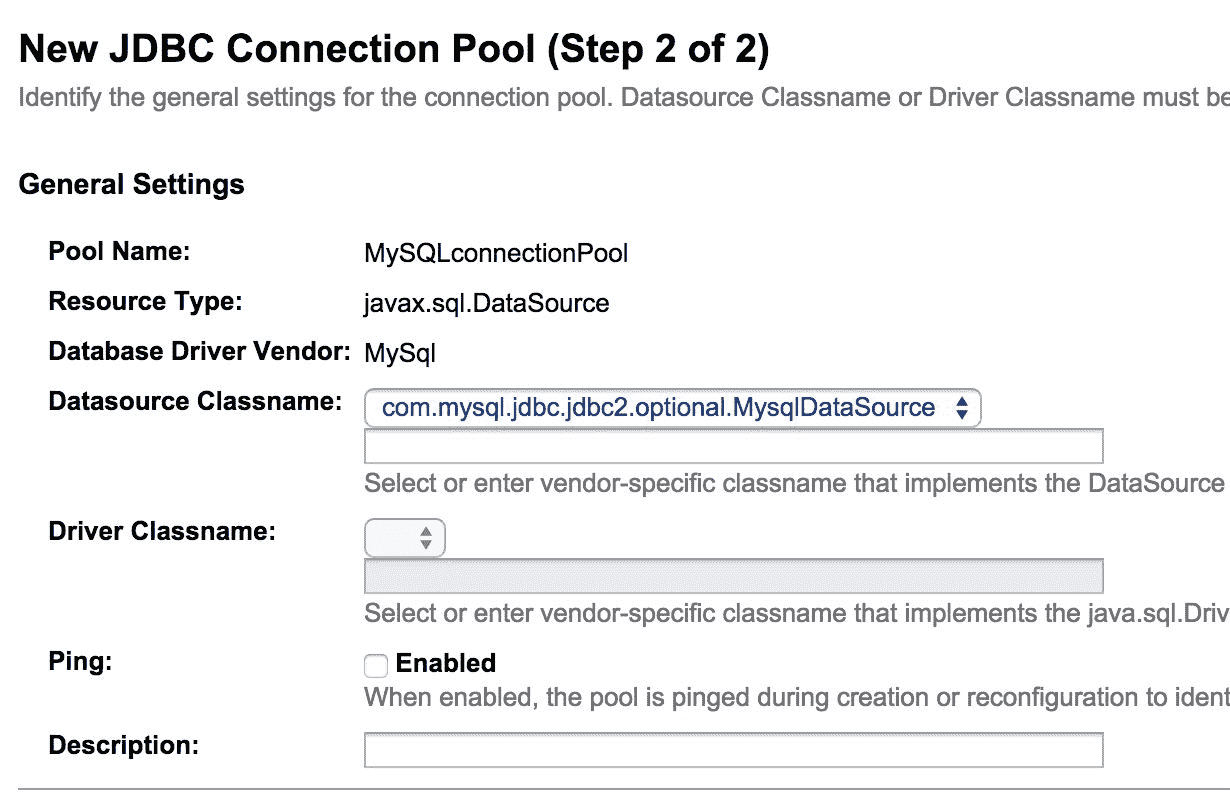 New JDBC Connection Pool (Step 2 of 2)
Identify the general settings for the connection pool. Datasource Classname or Driver Classname must be
General Settings
Pool Name: MySQLconnectionPool
Resource Type: javax.sql.DataSource
Database Driver Vendor: MySql
Datasource Classname: com.mysql.jdbc.jdbc2.optional.MysqlDataSource
Select or enter vendor-specific classname that implements the DataSource
Driver Classname:
Select or enter vendor-specific classname that implements the java.sql.Driv
Ping: Enabled
When enabled, the pool is pinged during creation or reconfiguration to ident
Description: